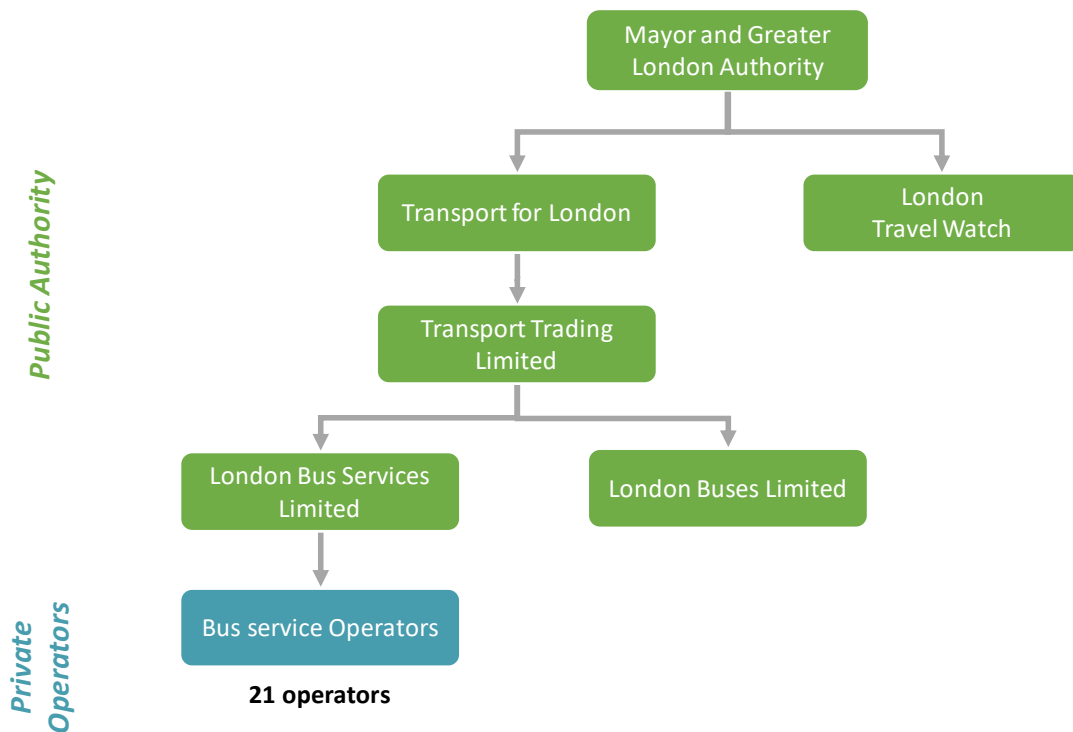 Mayor and Greater
London Authority
Public Authority
Transport for London
London
Travel Watch
Transport Trading
Limited
London Bus Services
Limited
London Buses Limited
Private
Operators
Bus service Operators
21 operators